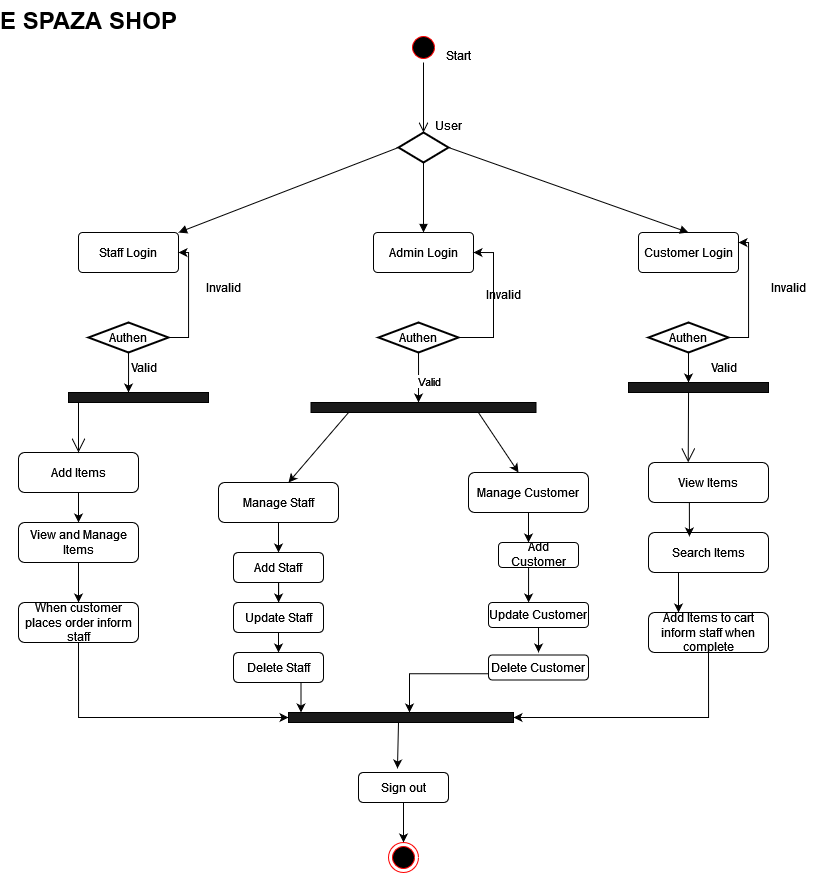 E SPAZA SHOP
Start
User
Staff Login
Admin Login
Customer Login
Invalid
Invalid
Invalid
Authen
Authen
Authen
Valid
Valid
Valid
Add Items
Manage Staff
Manage Customer
View Items
View and Manage
Items
Add Staff
Add
Customer
Search Items
When customer
places order inform
staff
Update Staff
Update Customer
Add Items to cart
inform staff when
complete
Delete Staff
Delete Customer
Sign out